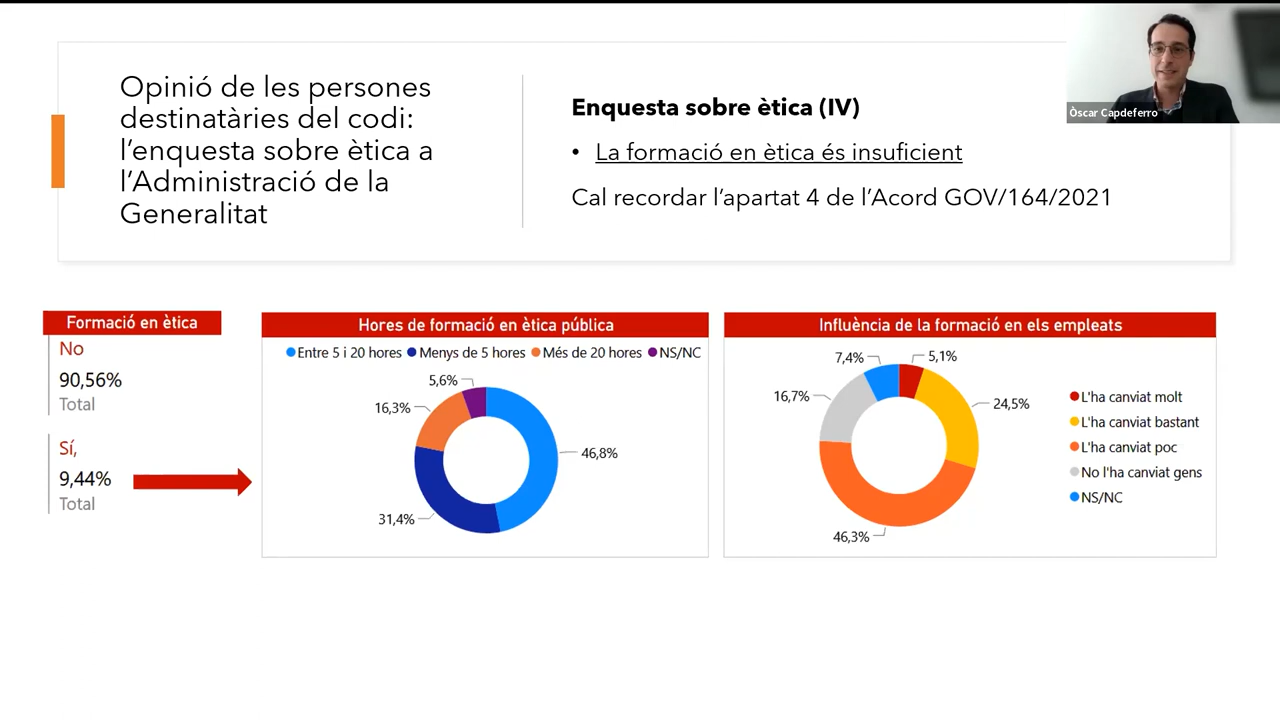 Opinió de les persones
destinatàries del codi:
l'enquesta sobre ètica a
l'Administració de la
Generalitat
Enquesta sobre ètica (IV)
• La formació en ètica és insuficient
Cal recordar l'apartat 4 de l'Acord GOV/164/2021
Òscar Capdeferro
Formació en ètica
No
90,56%
Total
Sí,
9,44%
Total
Hores de formació en ètica pública
Entre 5 i 20 hores Menys de 5 hores Més de 20 hores NS/NC
5,6%
16,3%
46,8%
31,4%
Influència de la formació en els empleats
7,4%
5,1%
16,7%
24,5%
46,3%
L'ha canviat molt
L'ha canviat bastant
L'ha canviat poc
No l'ha canviat gens
NS/NC